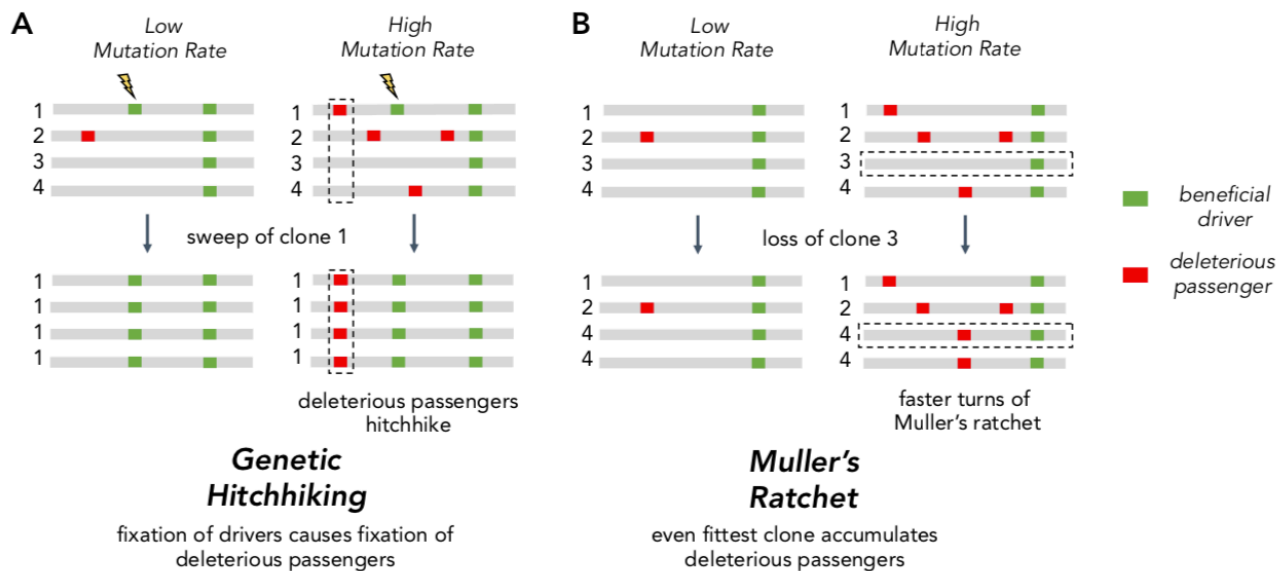 A
Low
Mutation Rate
High
Mutation Rate
1
2
3
4
1
2
3
4
sweep of clone 1
1
1
1
1
1
1
1
1
deleterious passengers
hitchhike
Genetic
Hitchhiking
fixation of drivers causes fixation of
deleterious passengers
B
Low
Mutation Rate
High
Mutation Rate
1
2
3
4
1
2
3
4
loss of clone 3
1
2
4
4
1
2
4
4
faster turns of
Muller's ratchet
Muller's
Ratchet
even fittest clone accumulates
deleterious passengers
beneficial
driver
deleterious
passenger